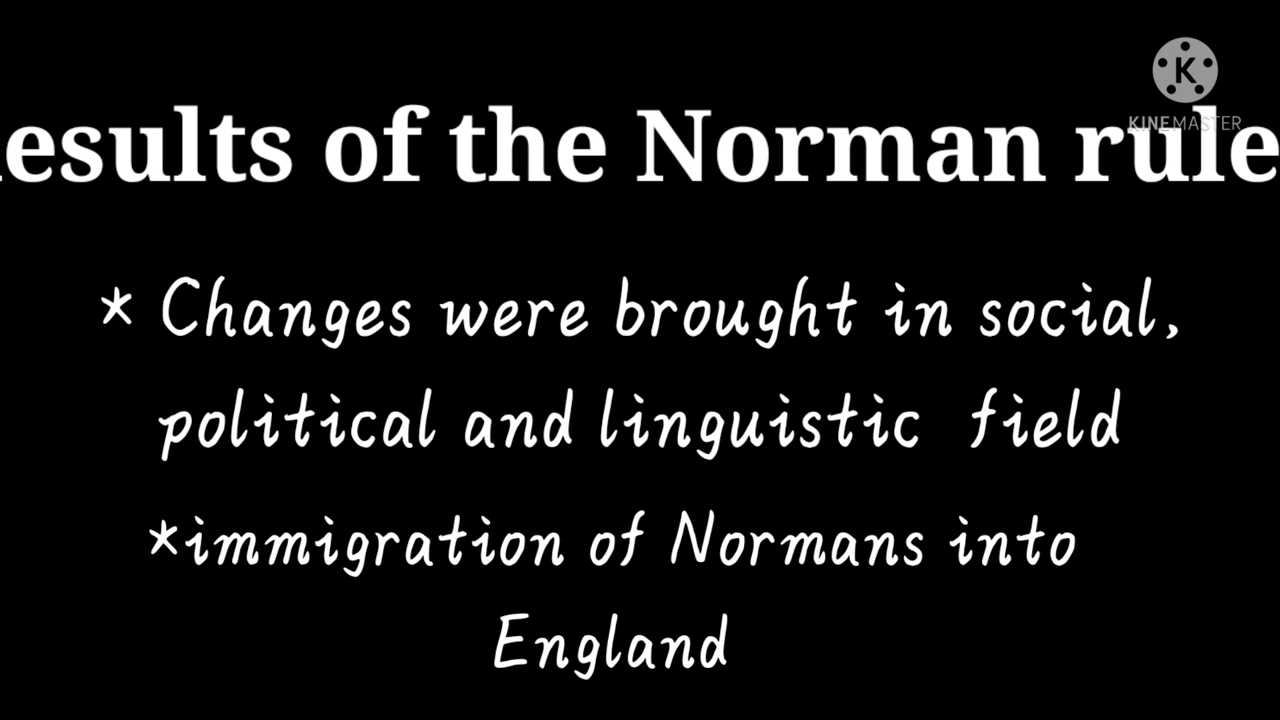 esults of the Norman rule
KINEMASTER
* Changes were brought in social,
political and linguistic field
*immigration of Normans into
England